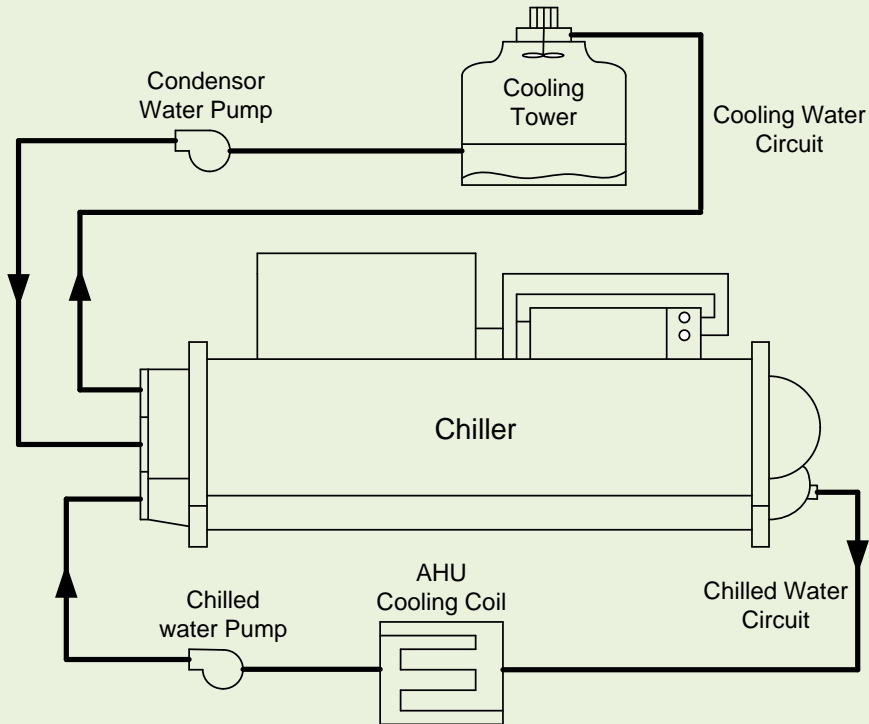 Condensor
Water Pump
Cooling
Tower
Cooling Water
Circuit
Chiller
AHU
Cooling Coil
Chilled
water Pump
Chilled Water
Circuit